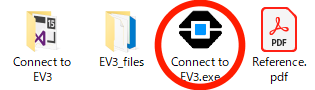 15
PDF
Connect to
EV3
EV3_files
Connect to
EV3.exe
Reference.
pdf